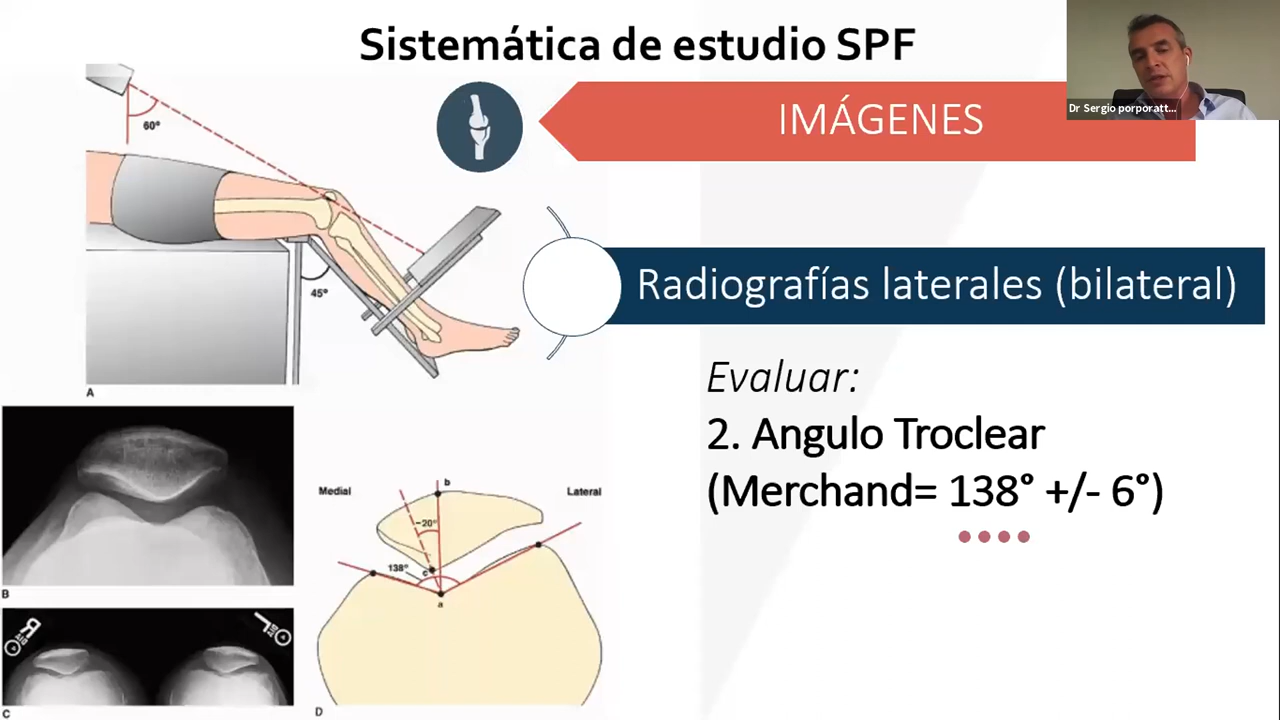 Sistemática de estudio SPF
IMÁGENES
Dr Sergio porporatt...
60°
45°
A
Radiografías laterales (bilateral)
Evaluar:
2. Angulo Troclear
(Merchand= 138° +/- 6°)
B
R
L
C
Medial
b
Lateral
~20°
138°
c
a
D